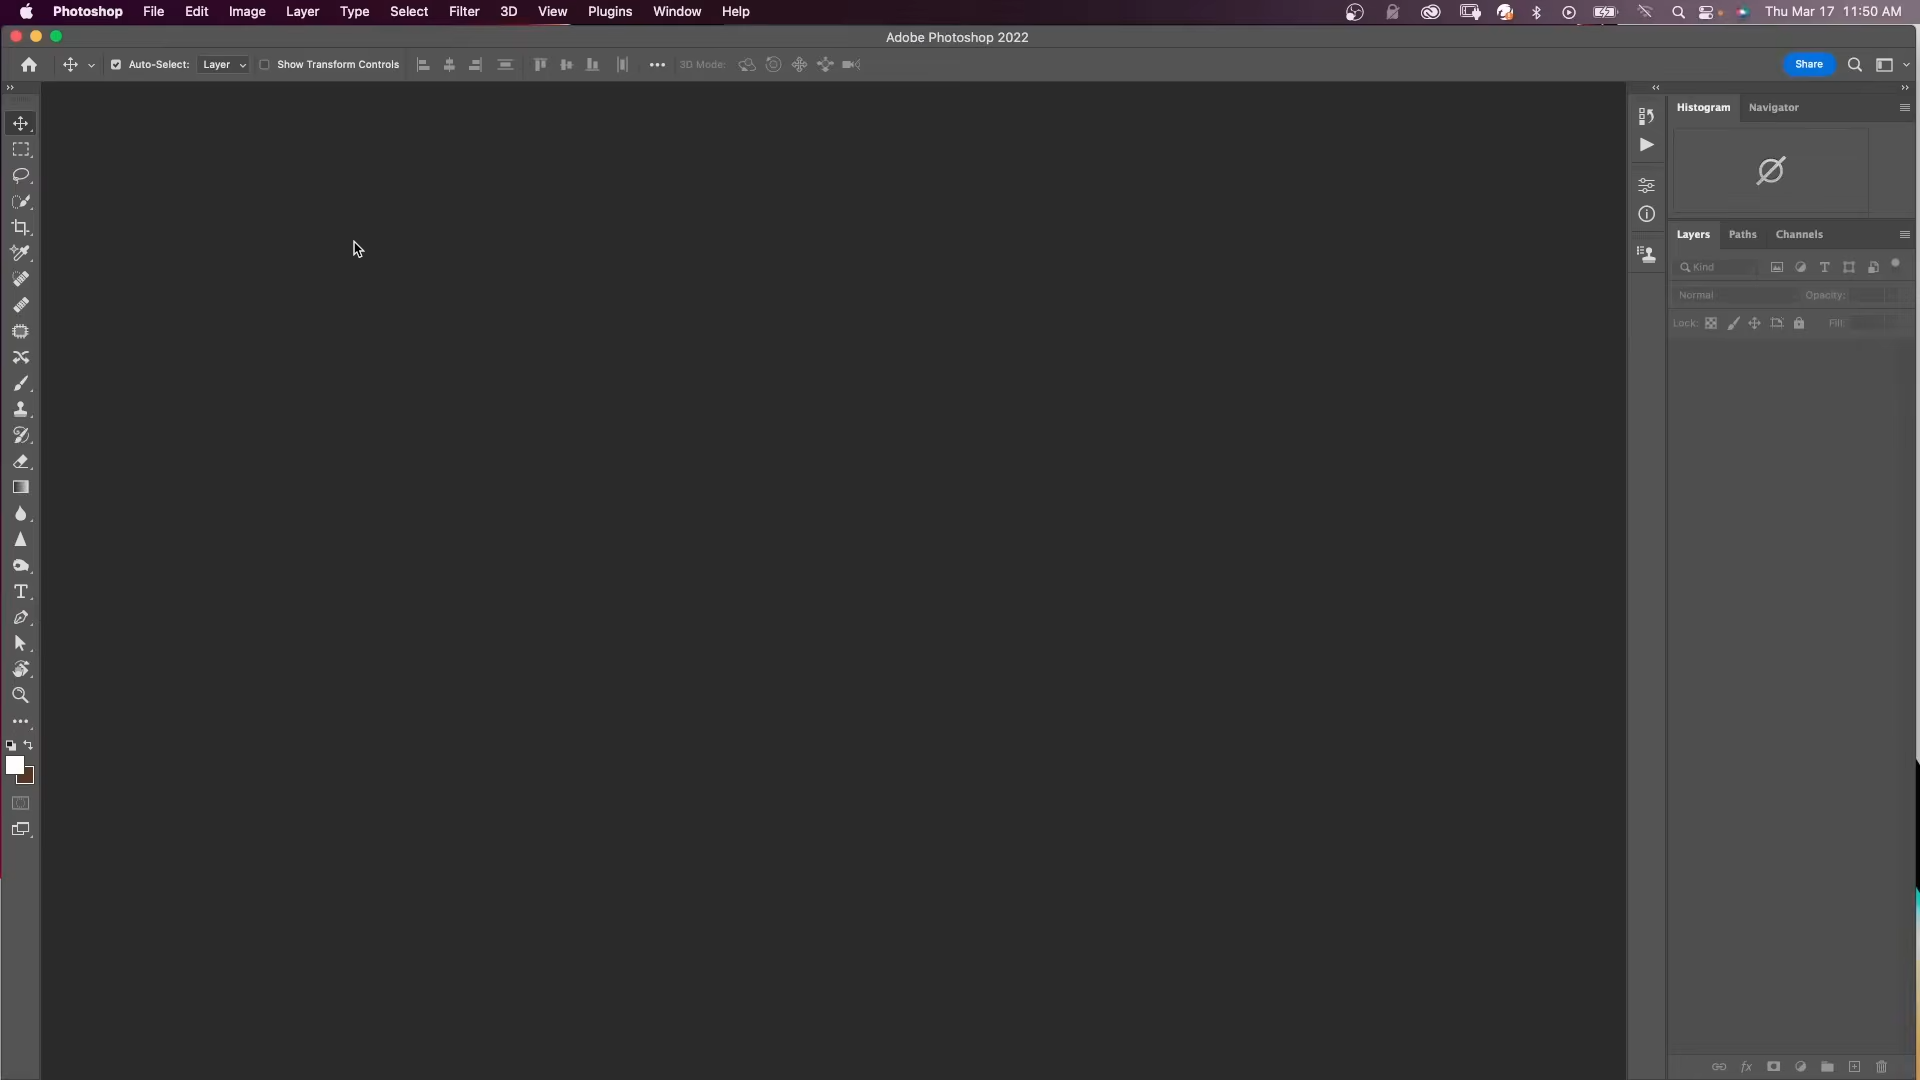 Photoshop File Edit Image Layer Type Select Filter 3D View Plugins Window Help Thu Mar 17 11:50 AM
Adobe Photoshop 2022
Auto-Select: Layer Show Transform Controls 3D Mode: Share
Histogram Navigator
Layers Paths Channels
Kind
Normal Opacity:
Lock: Fill:
fx